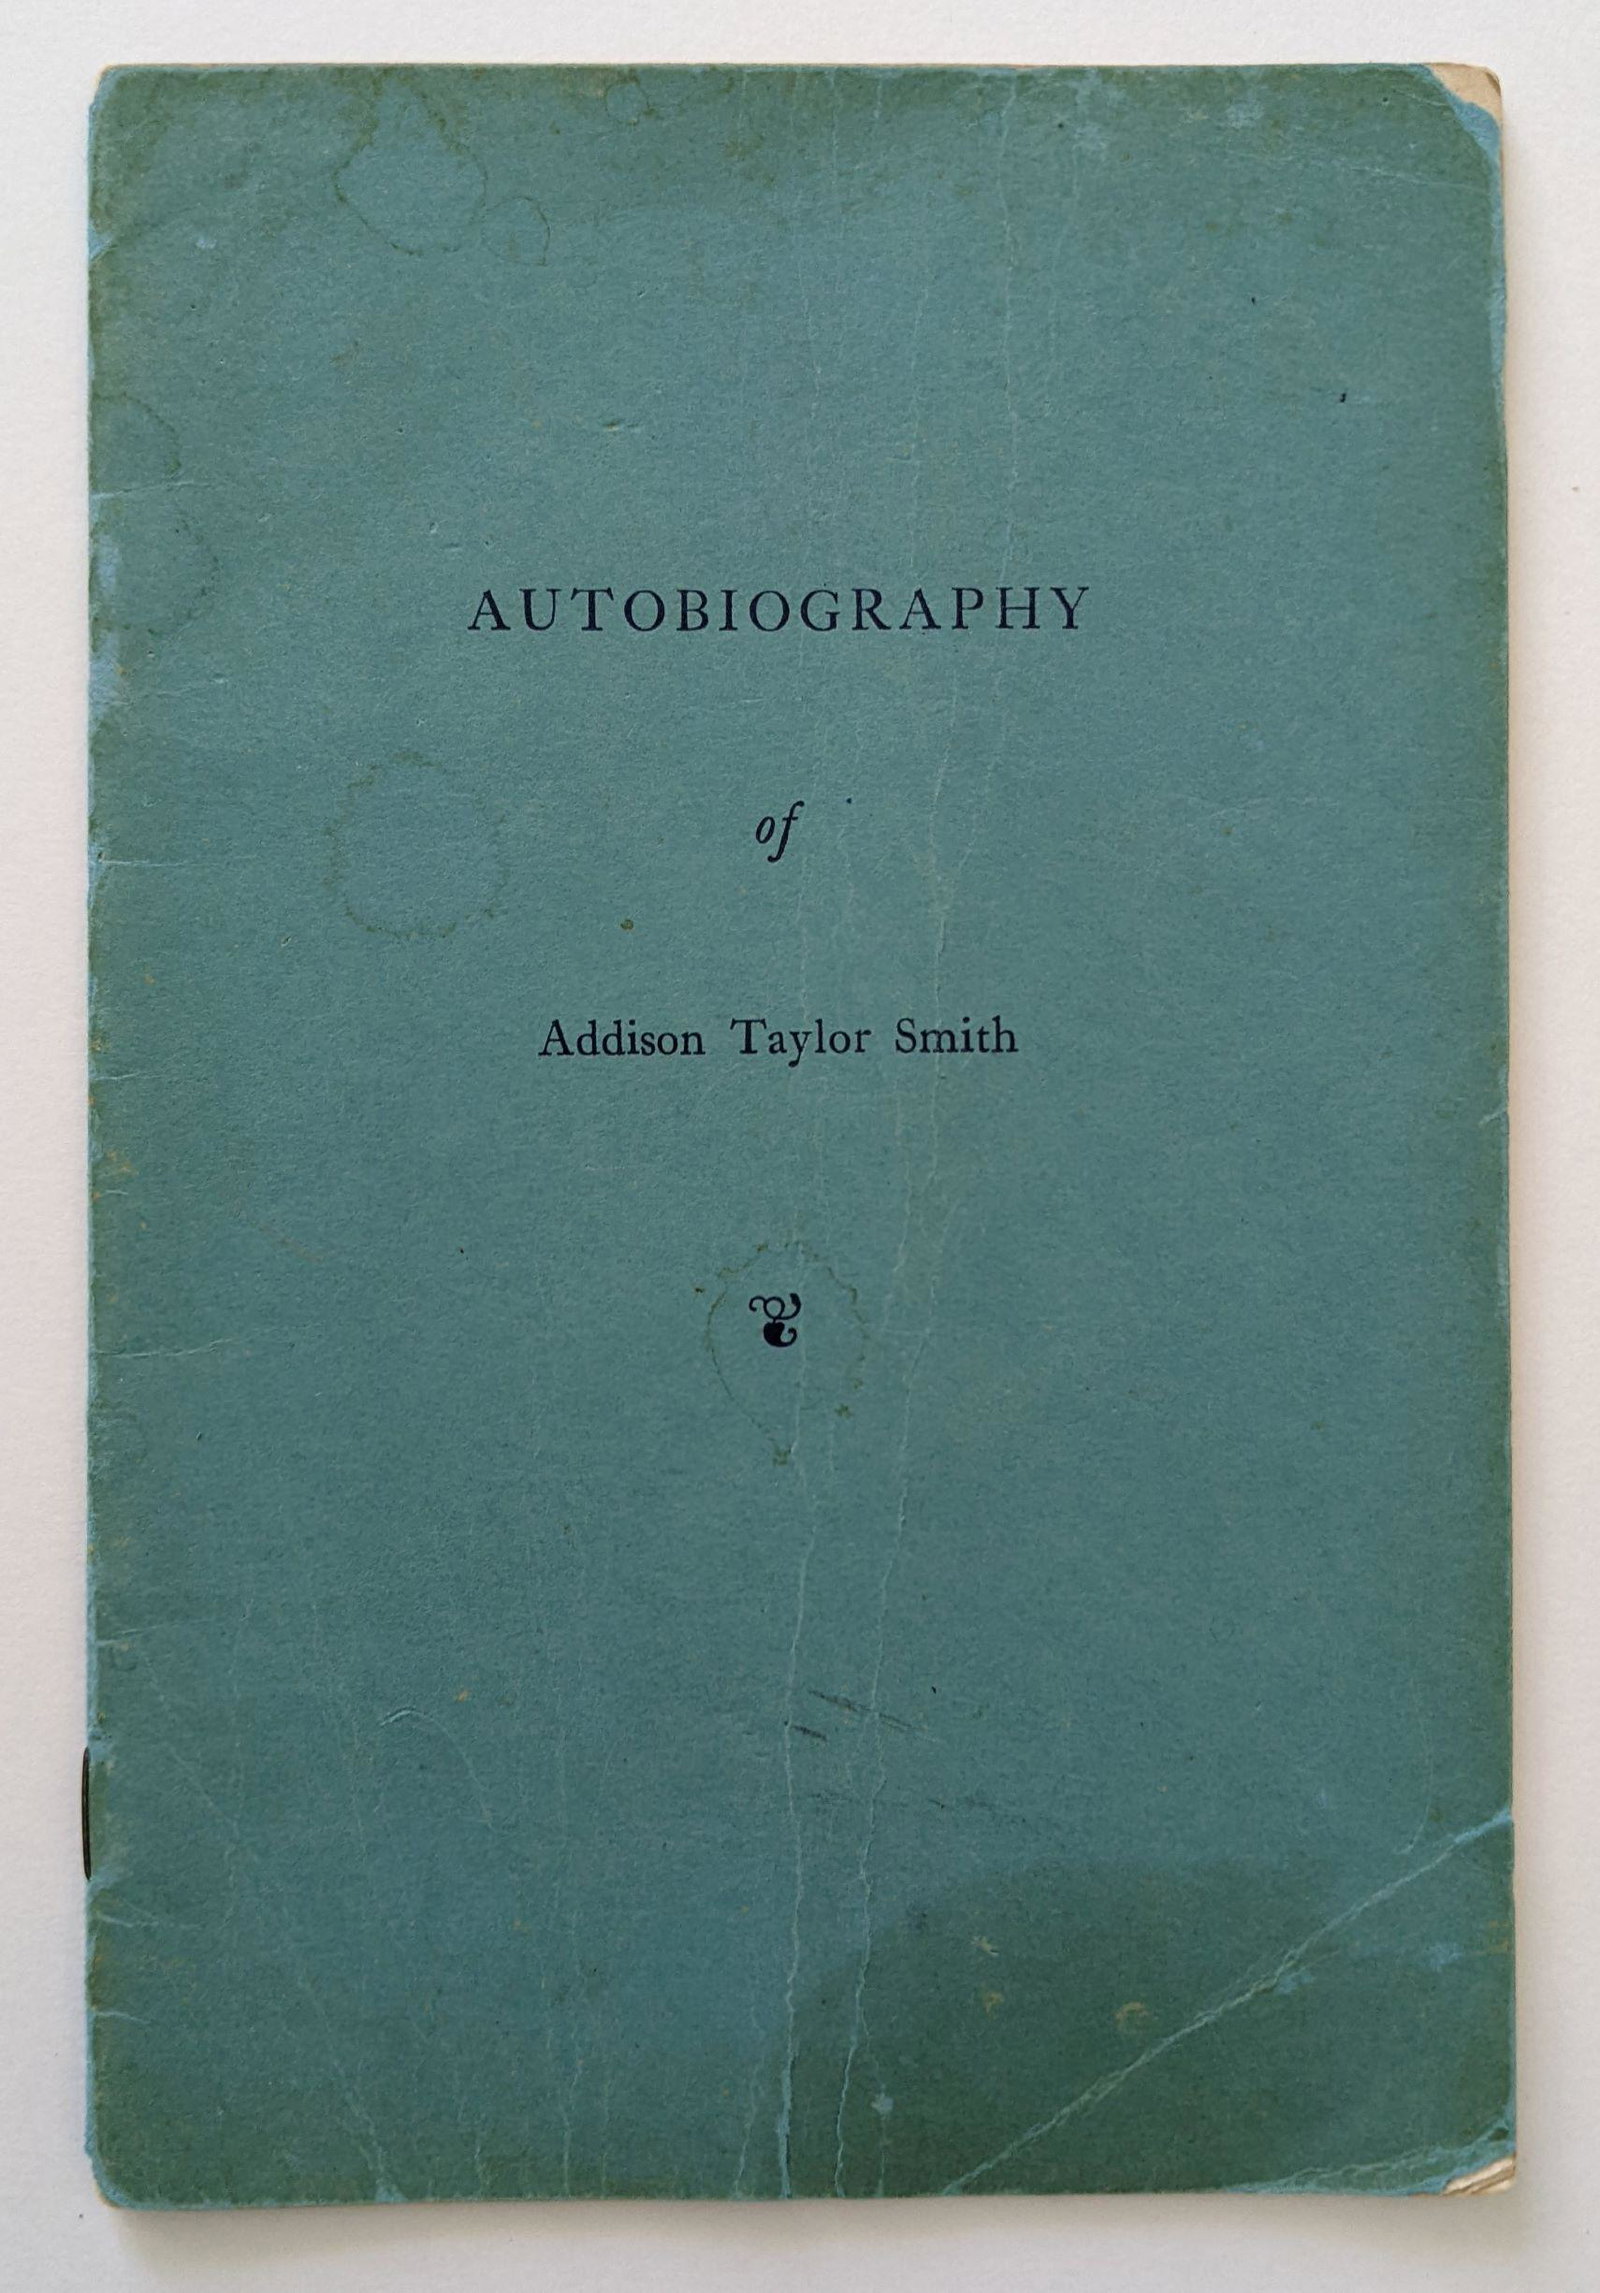 AUTOBIOGRAPHY
of
Addison Taylor Smith